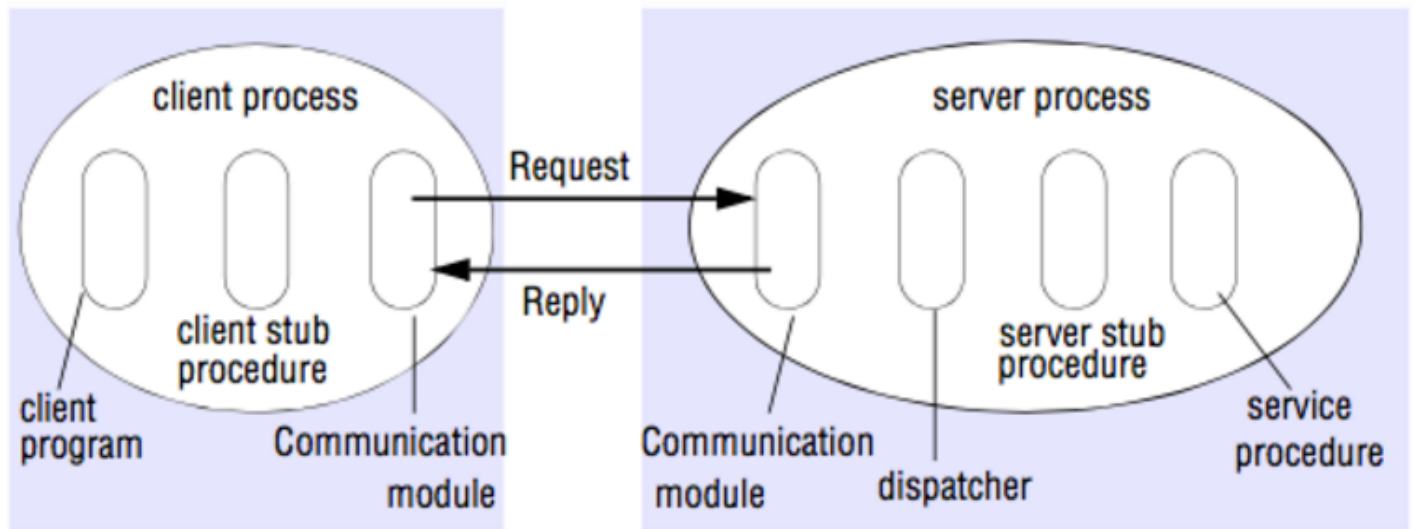 client process
server process
Request
Reply
client stub
procedure
server stub
procedure
client
program
Communication
module
Communication
module
dispatcher
service
procedure